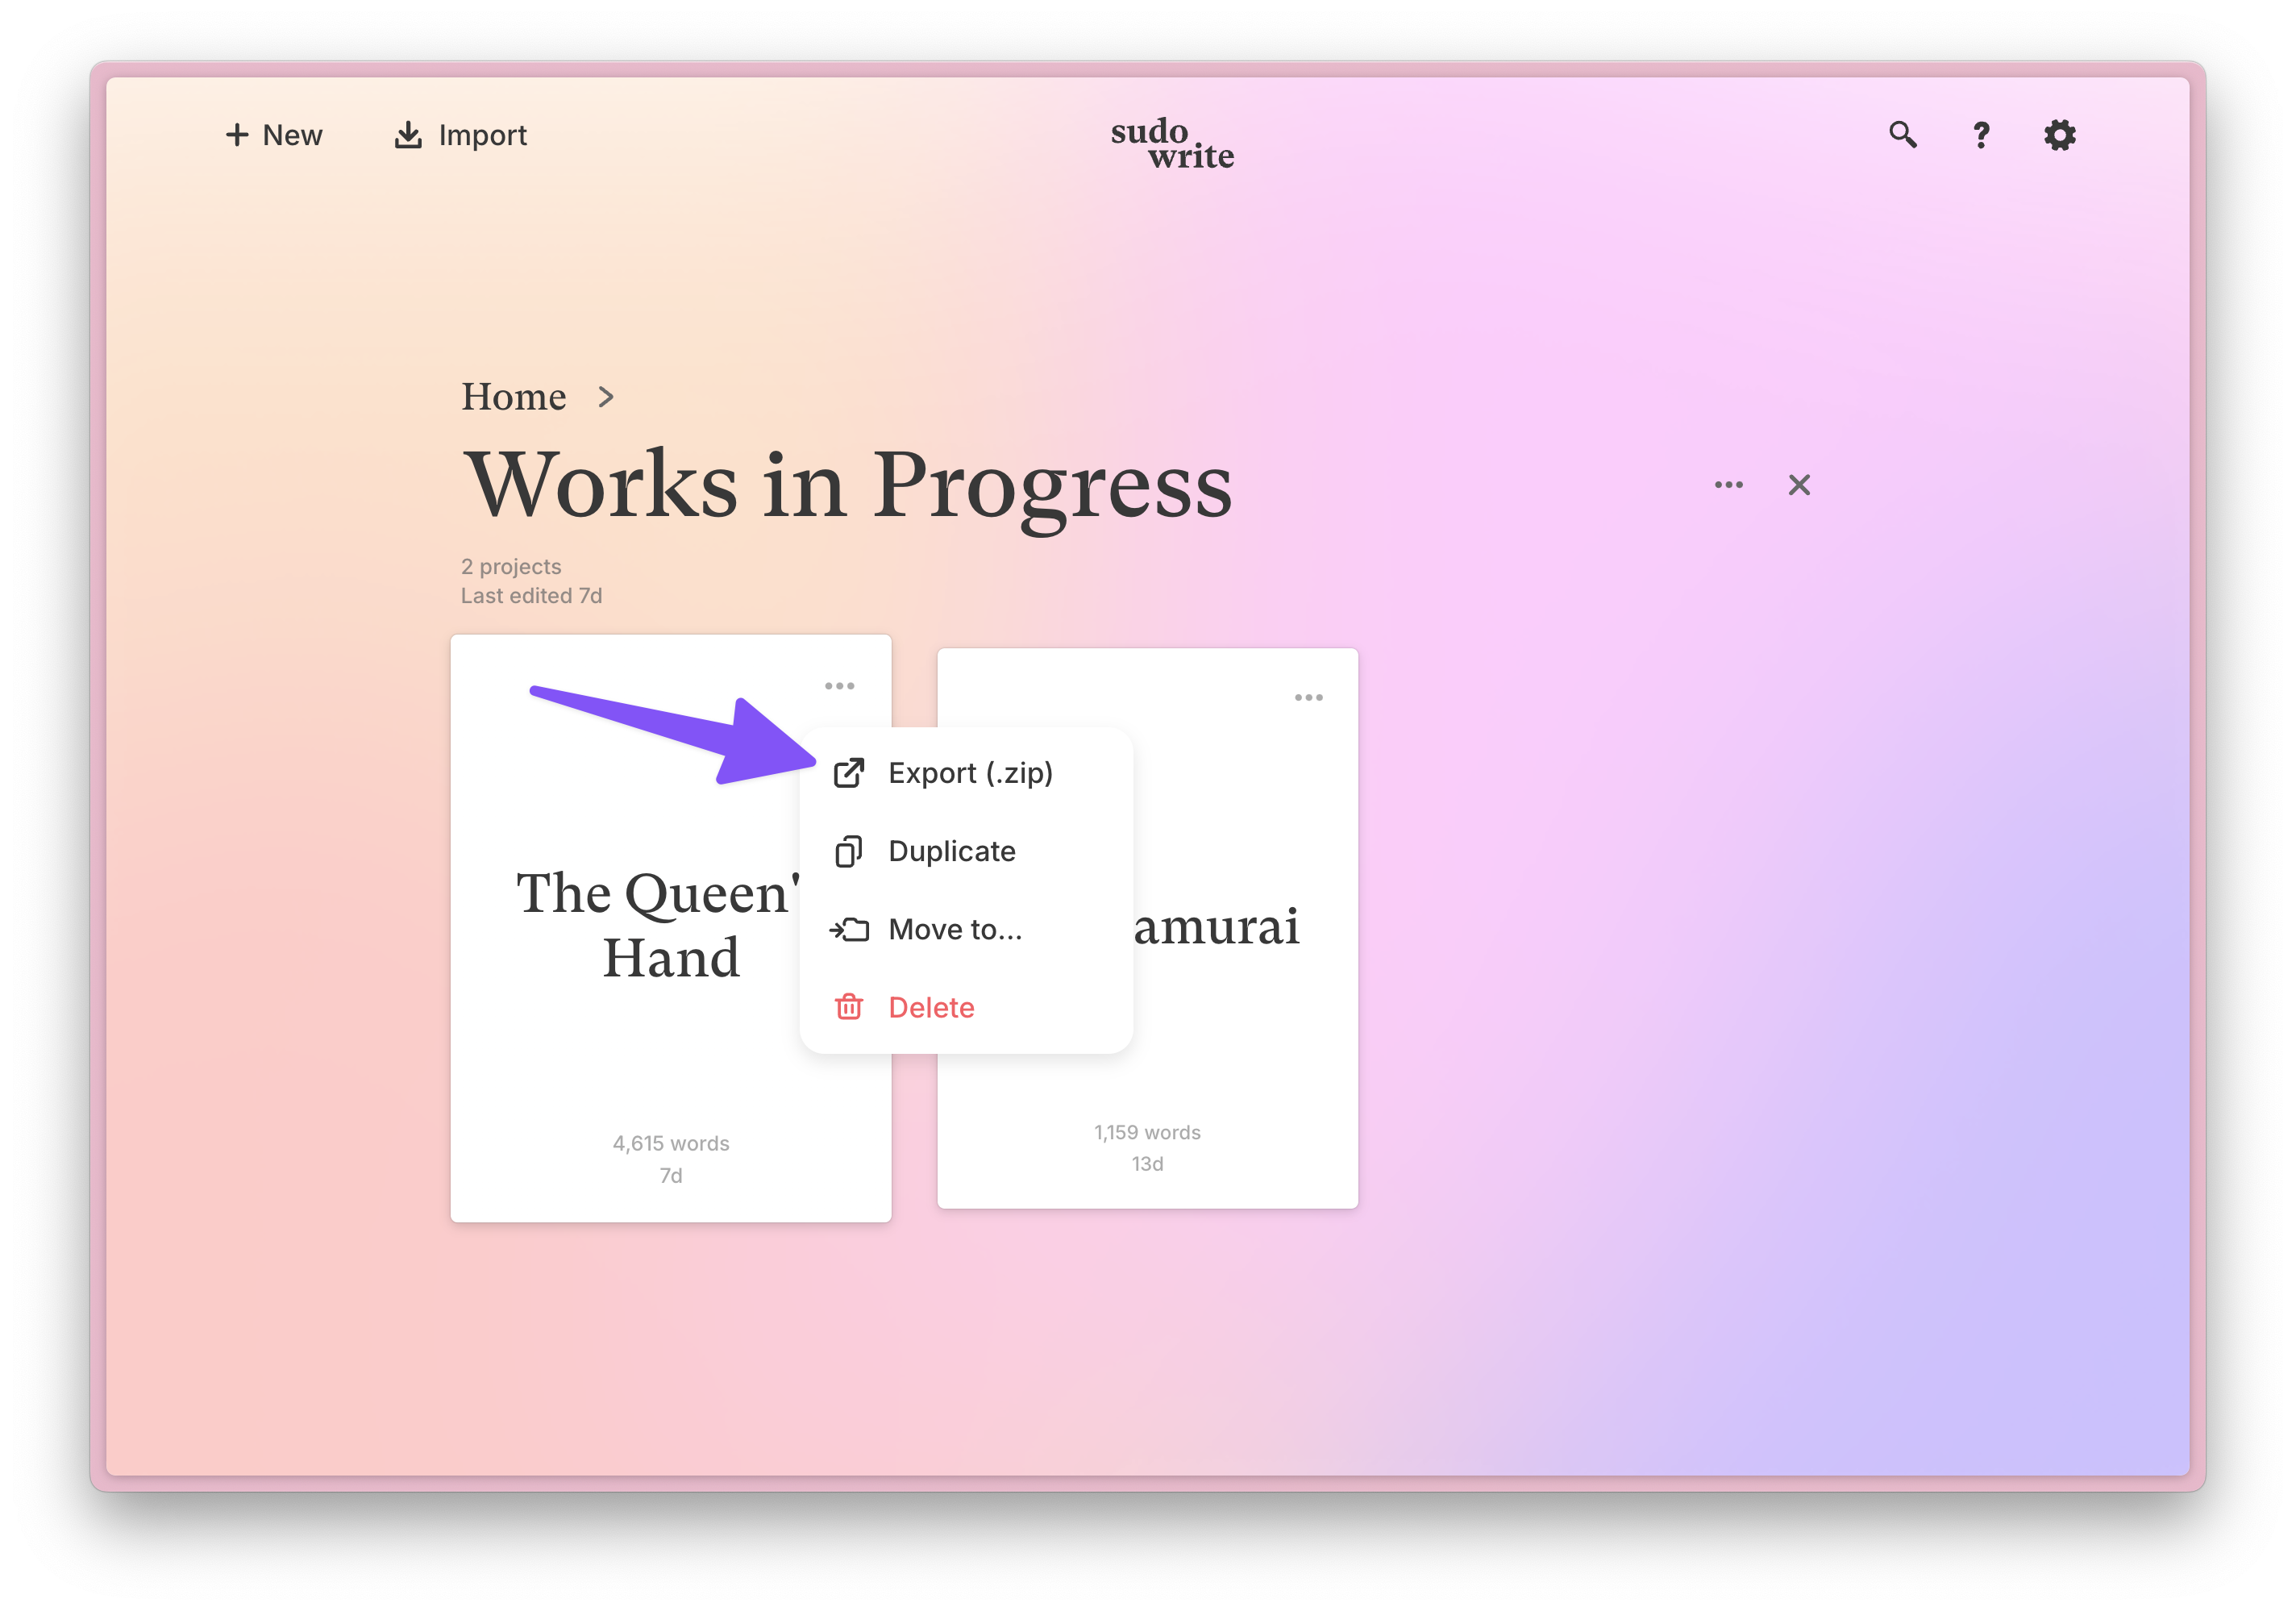 New
Import
sudo
write
?
Home >
Works in Progress
2 projects
Last edited 7d
Export (.zip)
Duplicate
Move to...
Delete
The Queen'
Hand
amurai
4,615 words
7d
1,159 words
13d